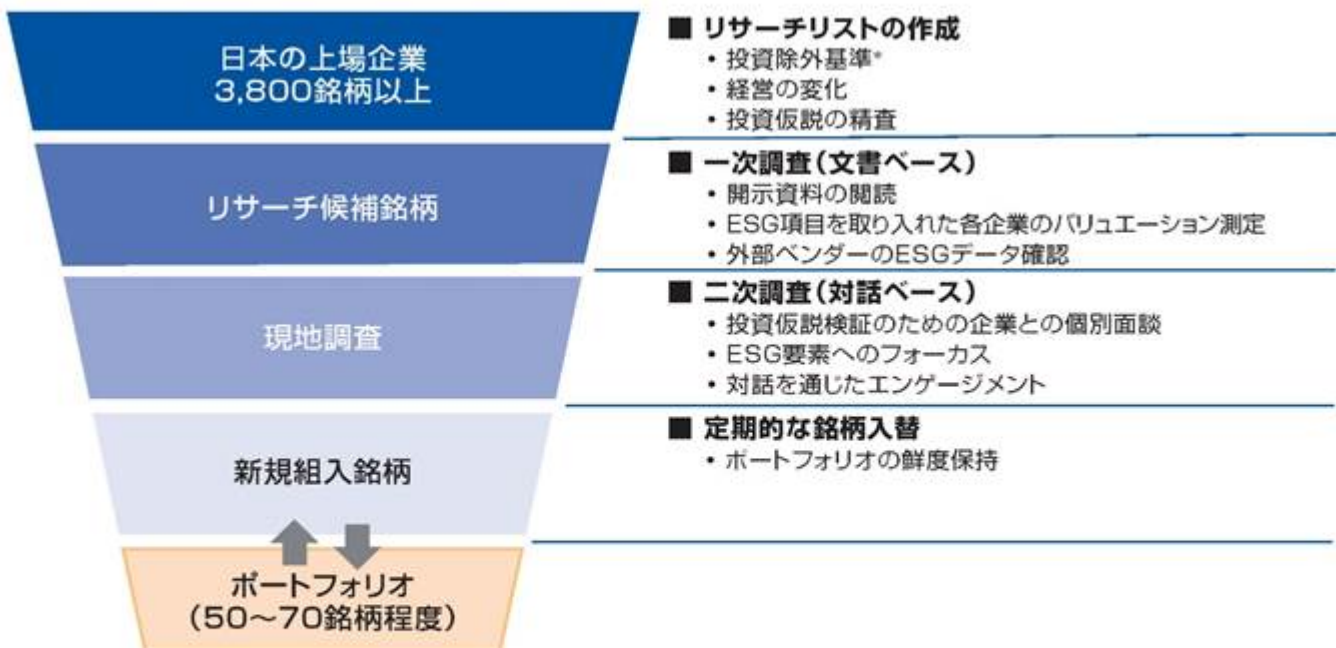 日本の上場企業
3,800銘柄以上
■ リサーチリストの作成
• 投資除外基準*
• 経営の変化
• 投資仮説の精査
リサーチ候補銘柄
■ 一次調査(文書ベース)
• 開示資料の閲読
• ESG項目を取り入れた各企業のバリュエーション測定
• 外部ベンダーのESGデータ確認
現地調査
■ 二次調査(対話ベース)
• 投資仮説検証のための企業との個別面談
• ESG要素へのフォーカス
• 対話を通じたエンゲージメント
新規組入銘柄
■ 定期的な銘柄入替
• ポートフォリオの鮮度保持
ポートフォリオ
(50〜70銘柄程度)